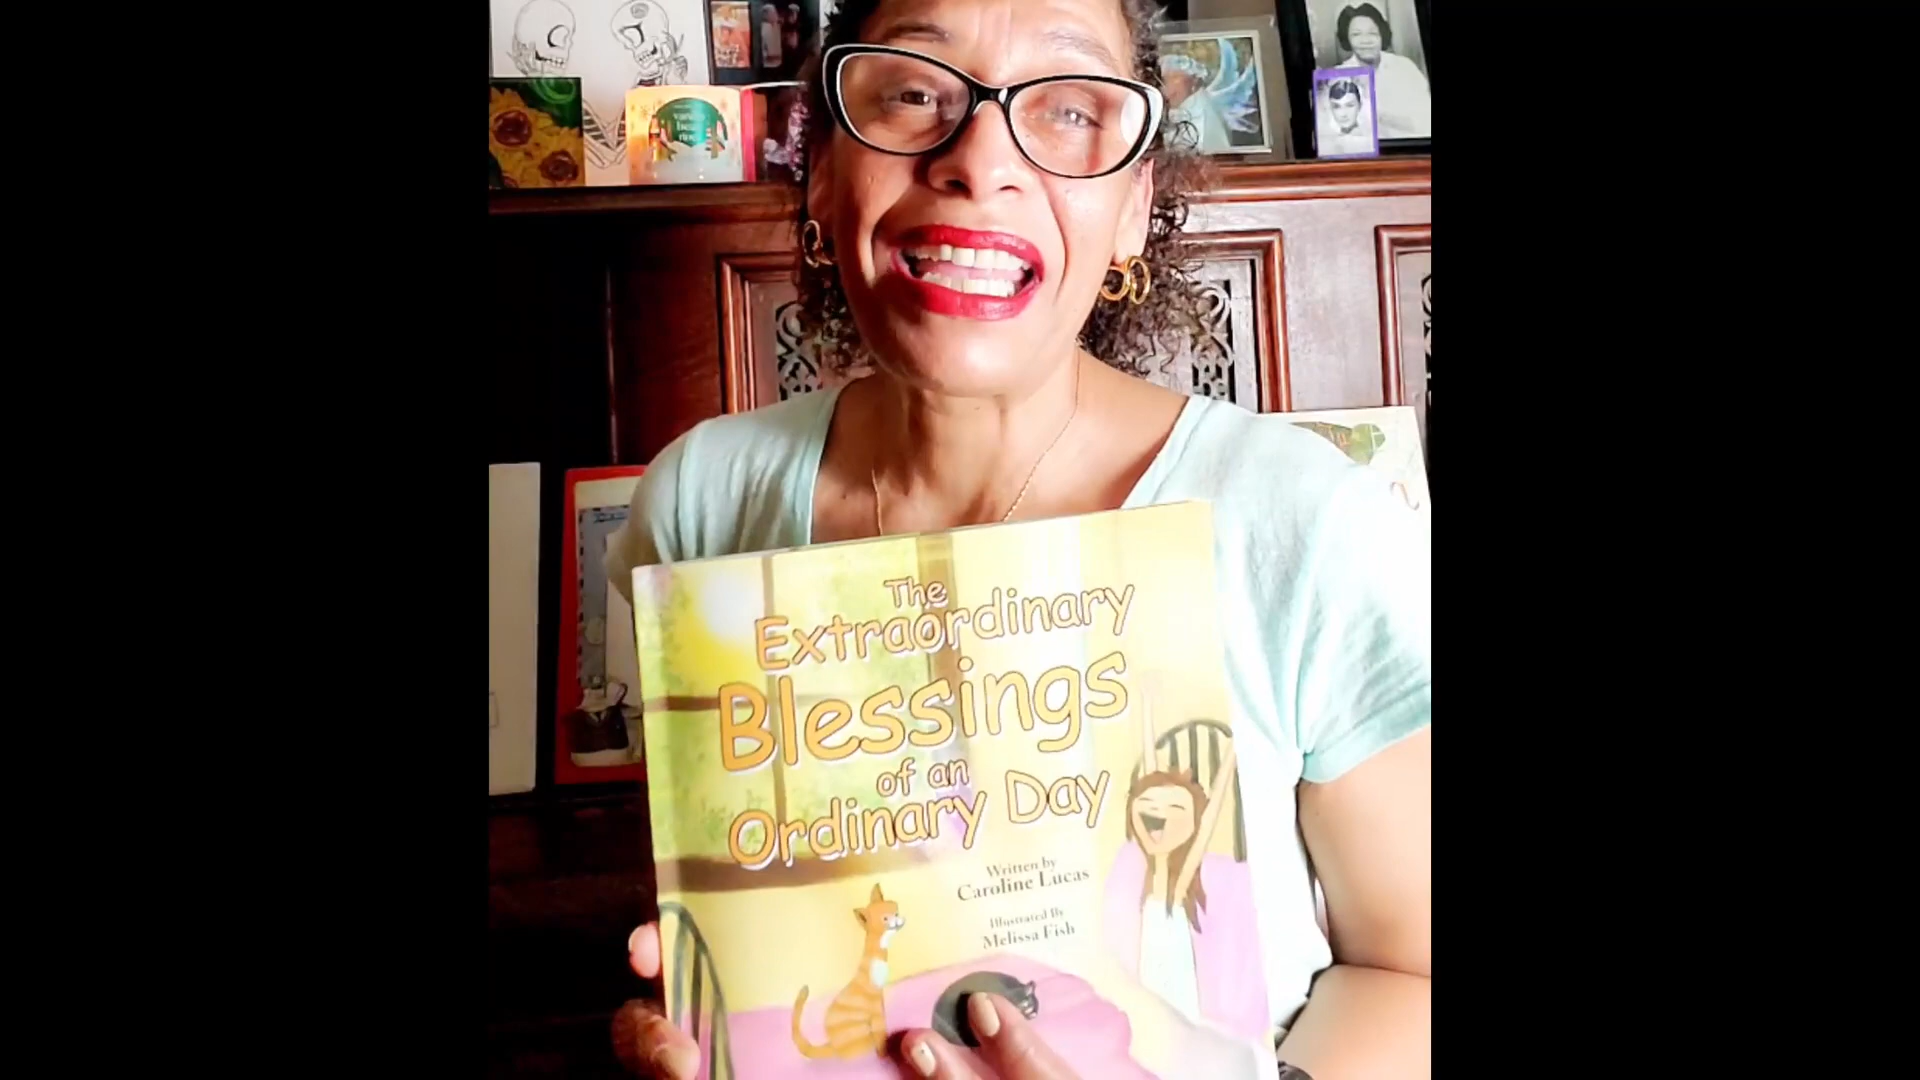 The
Extraordinary
Blessings
of an
Ordinary Day
Written by
Caroline Lucas
Illustrated By
Melissa Fish